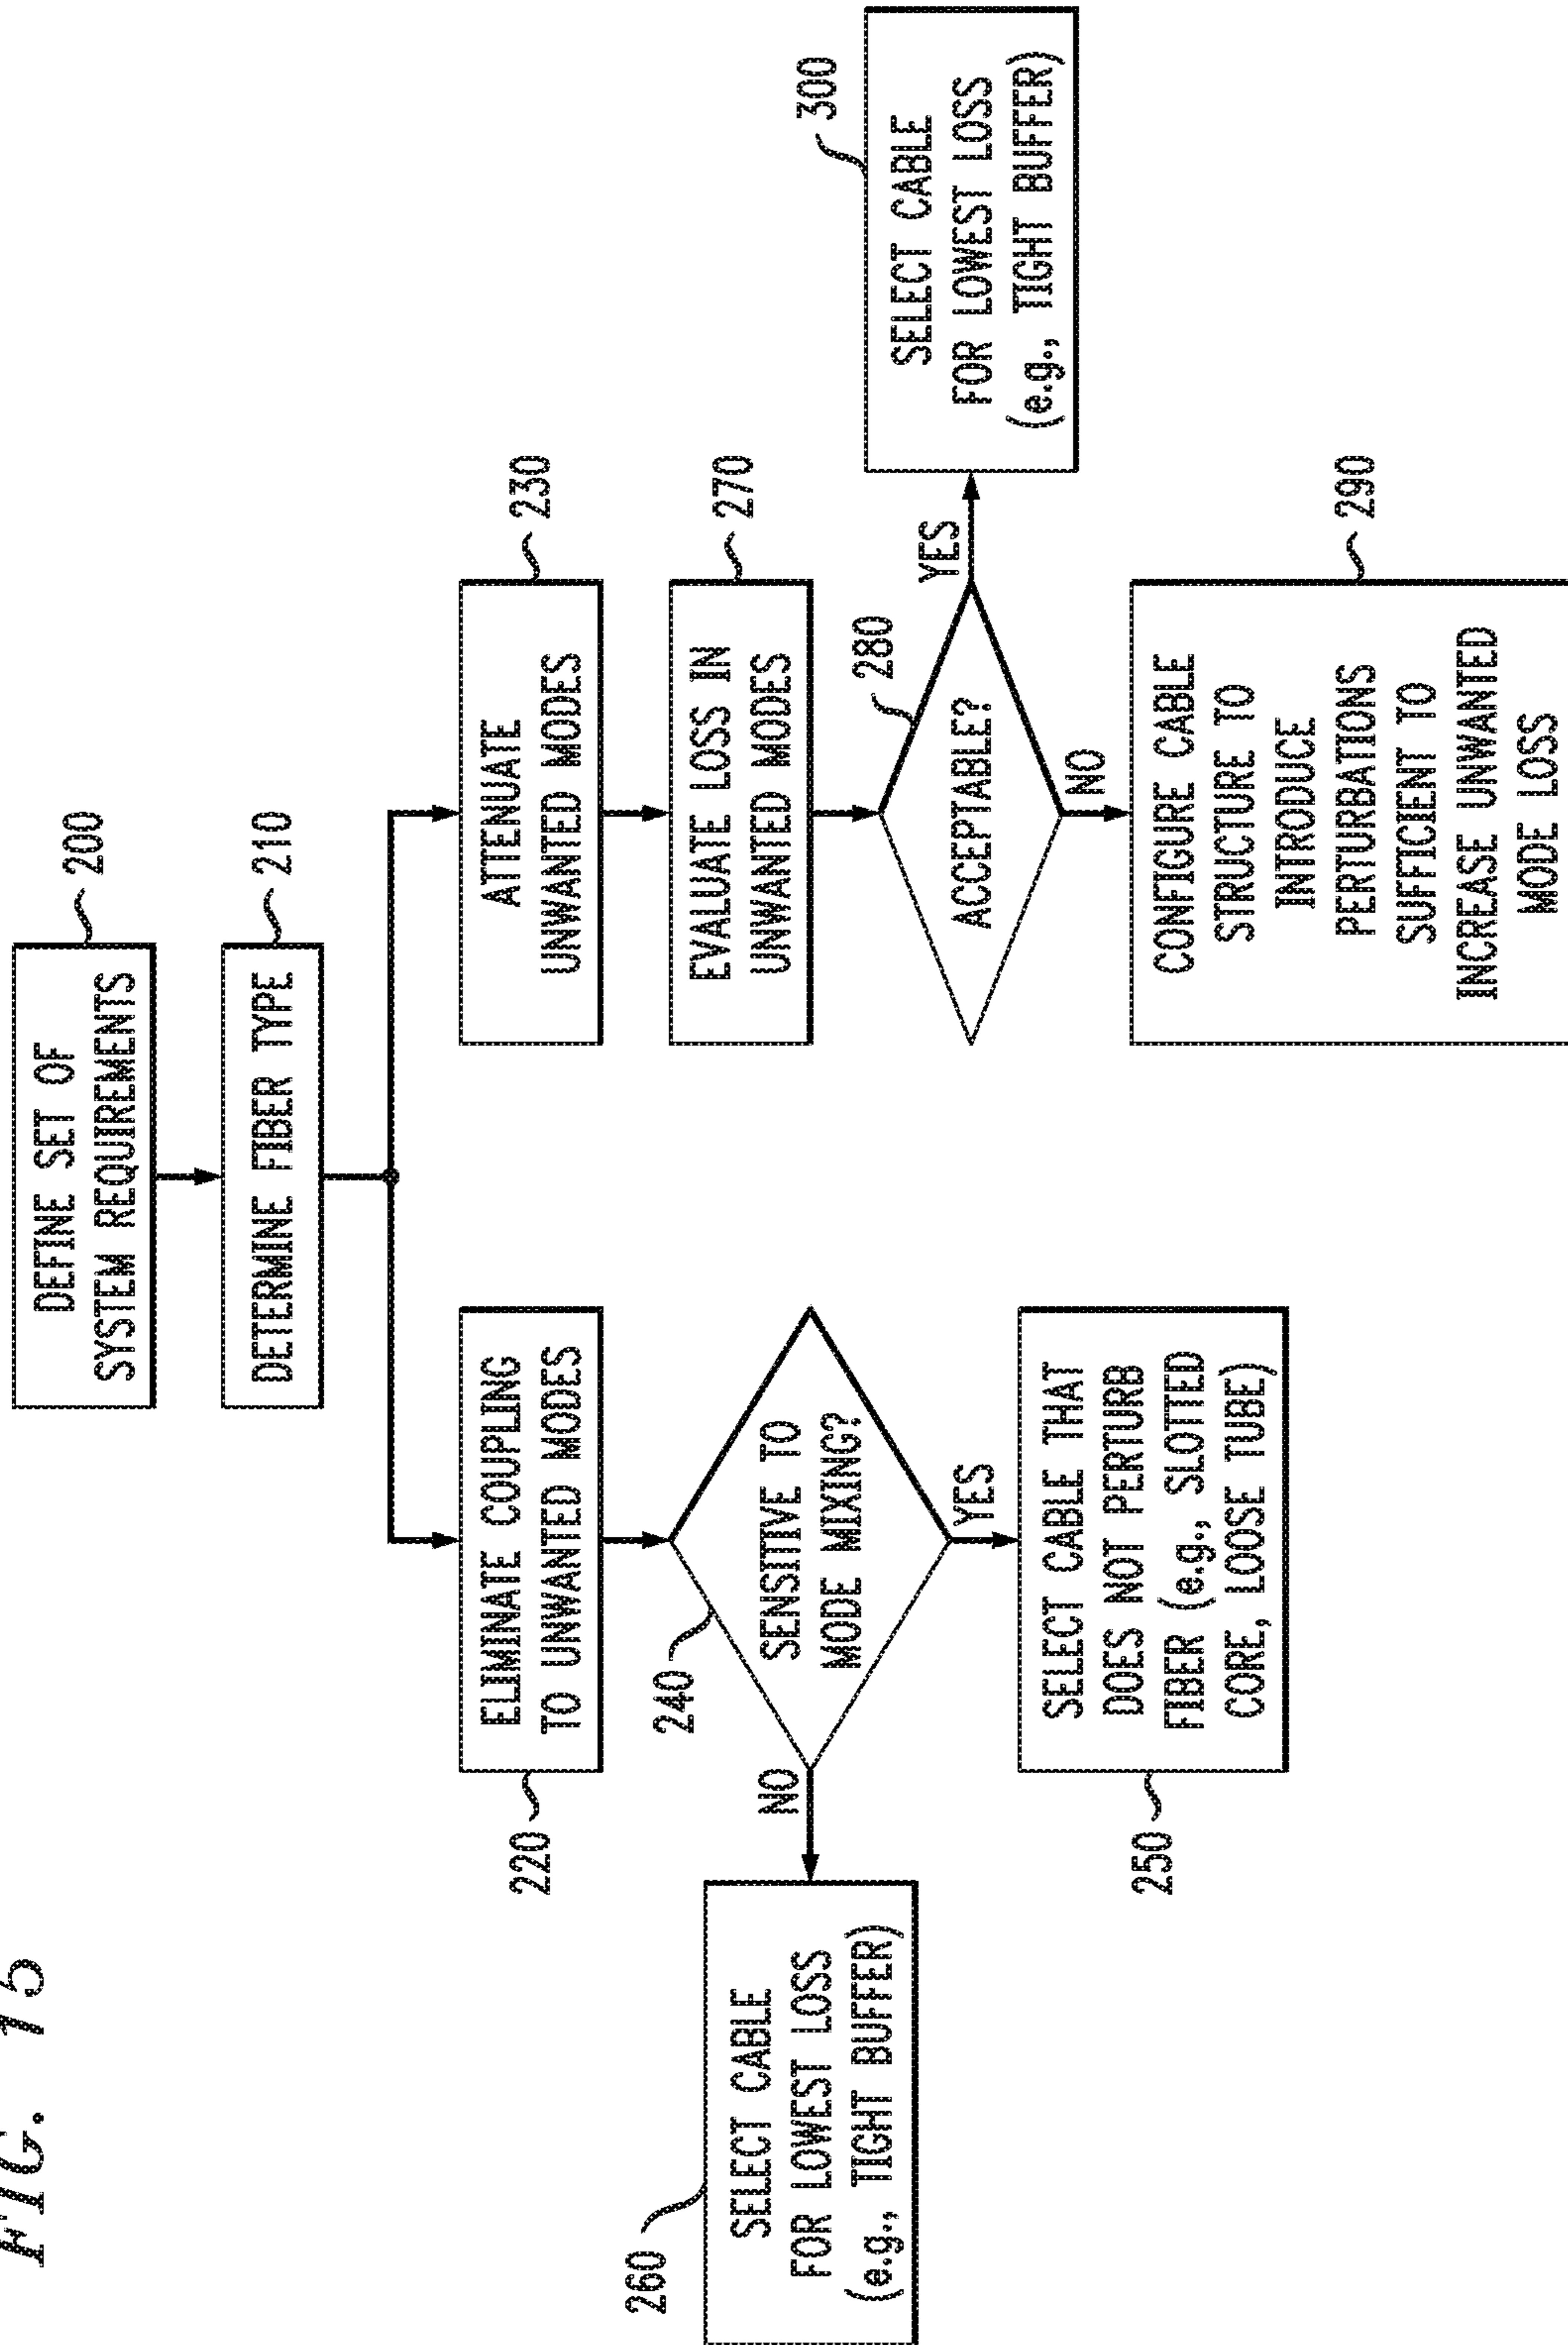 FIG. 15
DEFINE SET OF
SYSTEM REQUIREMENTS
200
DETERMINE FIBER TYPE
210
ELIMINATE COUPLING
TO UNWANTED MODES
220
ATTENUATE
UNWANTED MODES
230
SENSITIVE TO
MODE MIXING?
240
NO
YES
SELECT CABLE
FOR LOWEST LOSS
(e.g., TIGHT BUFFER)
260
SELECT CABLE THAT
DOES NOT PERTURB
FIBER (e.g., SLOTTED
CORE, LOOSE TUBE)
250
EVALUATE LOSS IN
UNWANTED MODES
270
ACCEPTABLE?
280
YES
NO
SELECT CABLE
FOR LOWEST LOSS
(e.g., TIGHT BUFFER)
300
CONFIGURE CABLE
STRUCTURE TO
INTRODUCE
PERTURBATIONS
SUFFICIENT TO
INCREASE UNWANTED
MODE LOSS
290